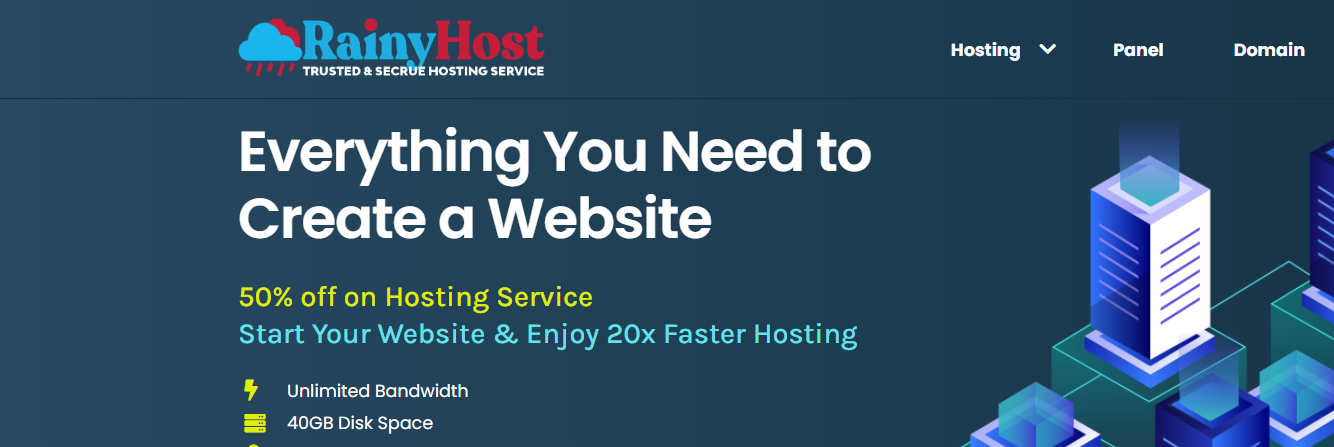 RainyHost
TRUSTED & SECRUE HOSTING SERVICE
Hosting
Panel
Domain
Everything You Need to
Create a Website
50% off on Hosting Service
Start Your Website & Enjoy 20x Faster Hosting
Unlimited Bandwidth
40GB Disk Space